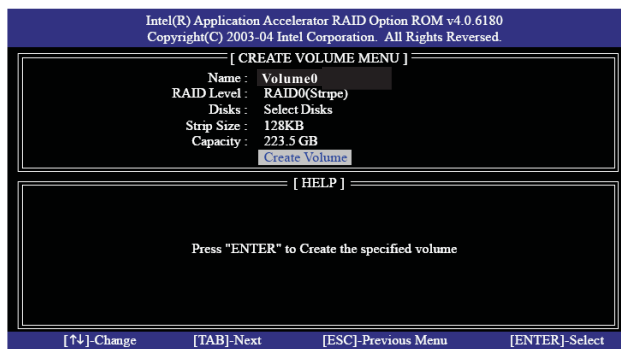 Intel(R) Application Accelerator RAID Option ROM v4.0.6180
Copyright(C) 2003-04 Intel Corporation. All Rights Reversed.
[ CREATE VOLUME MENU ]
Name : Volume0
RAID Level : RAID0(Stripe)
Disks : Select Disks
Strip Size : 128KB
Capacity : 223.5 GB
Create Volume
[ HELP ]
Press "ENTER" to Create the specified volume
[↑↓]-Change [TAB]-Next [ESC]-Previous Menu [ENTER]-Select